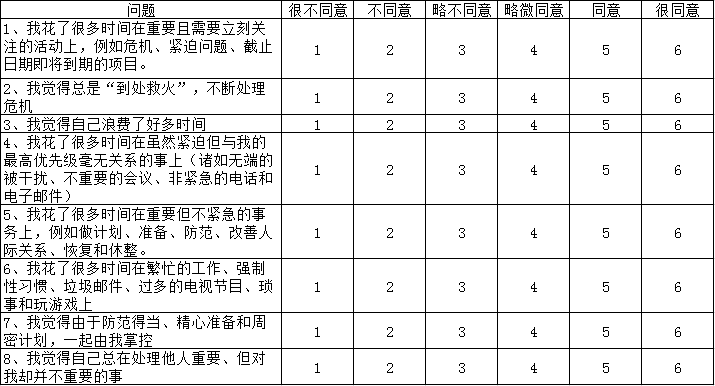 问题 很不同意 不同意 略不同意 略微同意 同意 很同意
1、我花了很多时间在重要且需要立刻关
注的活动上，例如危机、紧迫问题、截止
日期即将到期的项目。 1 2 3 4 5 6
2、我觉得总是“到处救火”，不断处理
危机 1 2 3 4 5 6
3、我觉得自己浪费了好多时间 1 2 3 4 5 6
4、我花了很多时间在虽然紧迫但与我的
最高优先级毫无关系的事上（诸如无端的
被干扰、不重要的会议、非紧急的电话和
电子邮件） 1 2 3 4 5 6
5、我花了很多时间在重要但不紧急的事
务上，例如做计划、准备、防范、改善人
际关系、恢复和休整。 1 2 3 4 5 6
6、我花了很多时间在繁忙的工作、强制
性习惯、垃圾邮件、过多的电视节目、琐
事和玩游戏上 1 2 3 4 5 6
7、我觉得由于防范得当、精心准备和周
密计划，一起由我掌控 1 2 3 4 5 6
8、我觉得自己总在处理他人重要、但对
我却并不重要的事 1 2 3 4 5 6